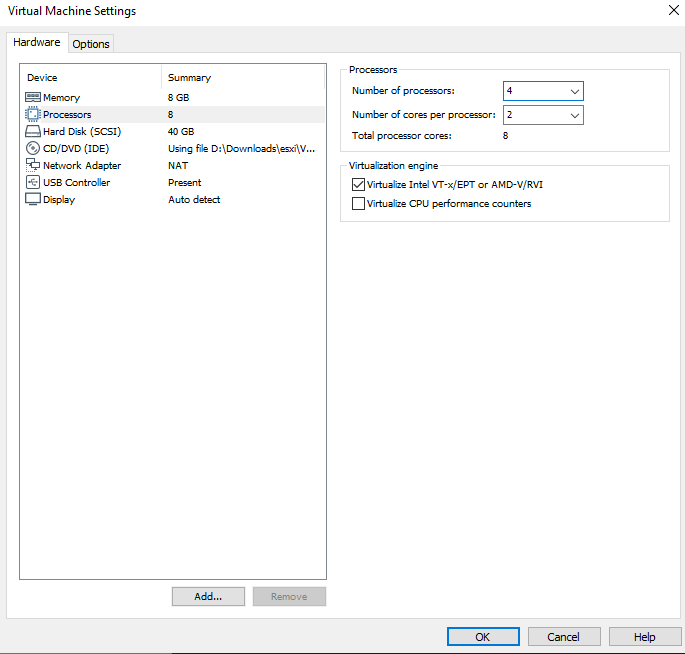 Virtual Machine Settings
Hardware Options
Device Summary
Memory 8 GB
Processors 8
Hard Disk (SCSI) 40 GB
CD/DVD (IDE) Using file D:\Downloads\esxi\V...
Network Adapter NAT
USB Controller Present
Display Auto detect
Add... Remove
Processors
Number of processors: 4
Number of cores per processor: 2
Total processor cores: 8
Virtualization engine
Virtualize Intel VT-x/EPT or AMD-V/RVI
Virtualize CPU performance counters
OK Cancel Help